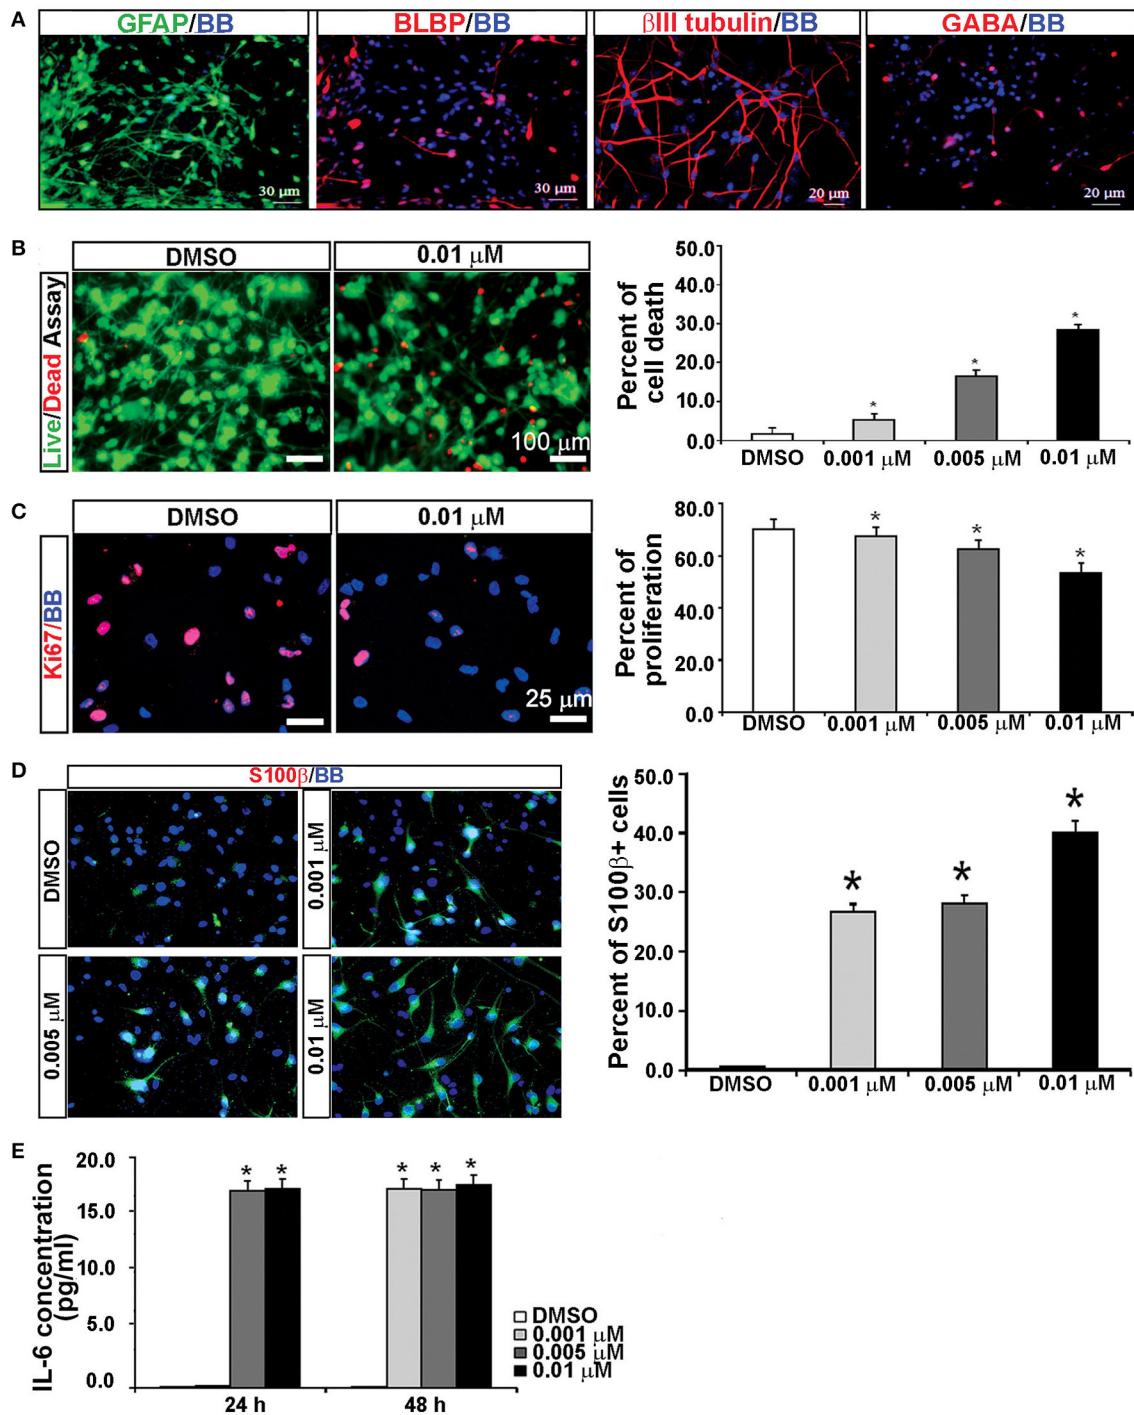 A
GFAP/BB
BLBP/BB
βIII tubulin/BB
GABA/BB
30 μm
30 μm
20 μm
20 μm
B
DMSO
0.01 μM
Live/Dead Assay
100 μm
Percent of
cell death
50.0
40.0
30.0
20.0
10.0
0.0
*
*
*
DMSO
0.001 μM
0.005 μM
0.01 μM
C
DMSO
0.01 μM
Ki67/BB
25 μm
Percent of
proliferation
80.0
60.0
40.0
20.0
0.0
*
*
*
DMSO
0.001 μM
0.005 μM
0.01 μM
D
S100β/BB
DMSO
0.001 μM
0.005 μM
0.01 μM
Percent of S100β+ cells
50.0
40.0
30.0
20.0
10.0
0.0
*
*
*
DMSO
0.001 μM
0.005 μM
0.01 μM
E
IL-6 concentration
(pg/ml)
20.0
15.0
10.0
5.0
0.0
* *
* * *
24 h
48 h
DMSO
0.001 μM
0.005 μM
0.01 μM